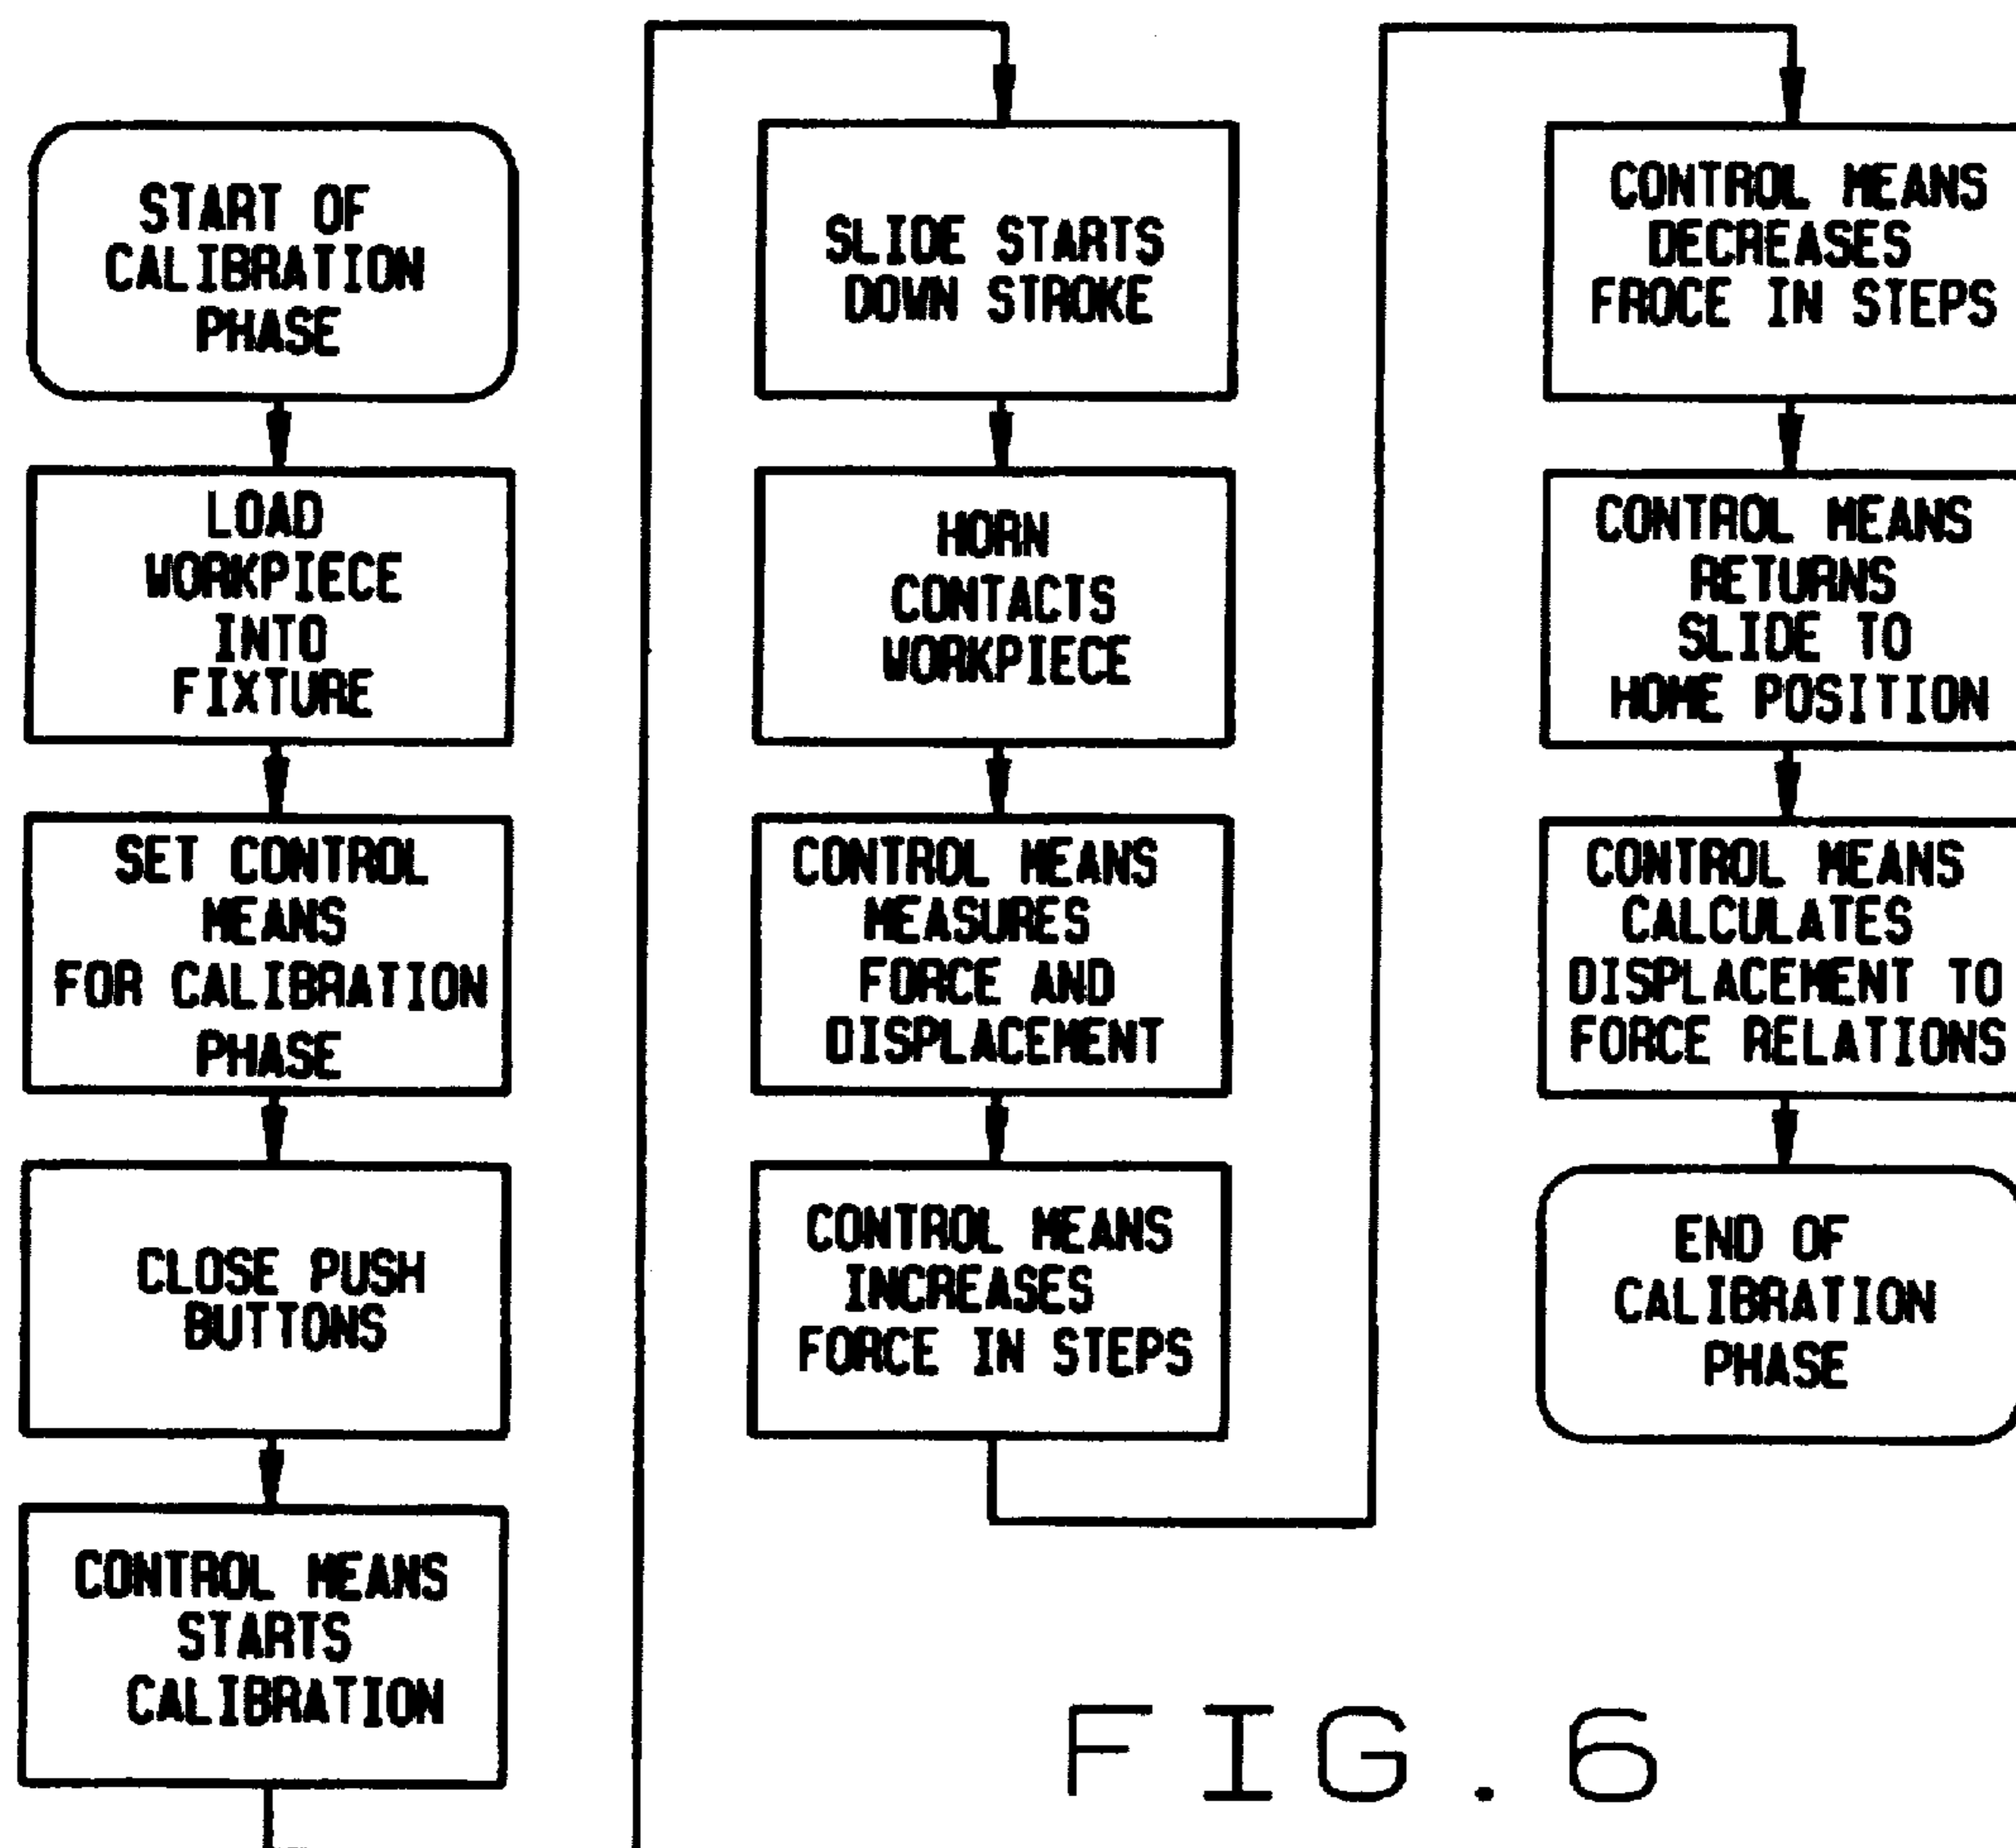 START OF
CALIBRATION
PHASE
LOAD
WORKPIECE
INTO
FIXTURE
SET CONTROL
MEANS
FOR CALIBRATION
PHASE
CLOSE PUSH
BUTTONS
CONTROL MEANS
STARTS
CALIBRATION
SLIDE STARTS
DOWN STROKE
HORN
CONTACTS
WORKPIECE
CONTROL MEANS
MEASURES
FORCE AND
DISPLACEMENT
CONTROL MEANS
INCREASES
FORCE IN STEPS
CONTROL MEANS
DECREASES
FROCE IN STEPS
CONTROL MEANS
RETURNS
SLIDE TO
HOME POSITION
CONTROL MEANS
CALCULATES
DISPLACEMENT TO
FORCE RELATIONS
END OF
CALIBRATION
PHASE
FIG. 6